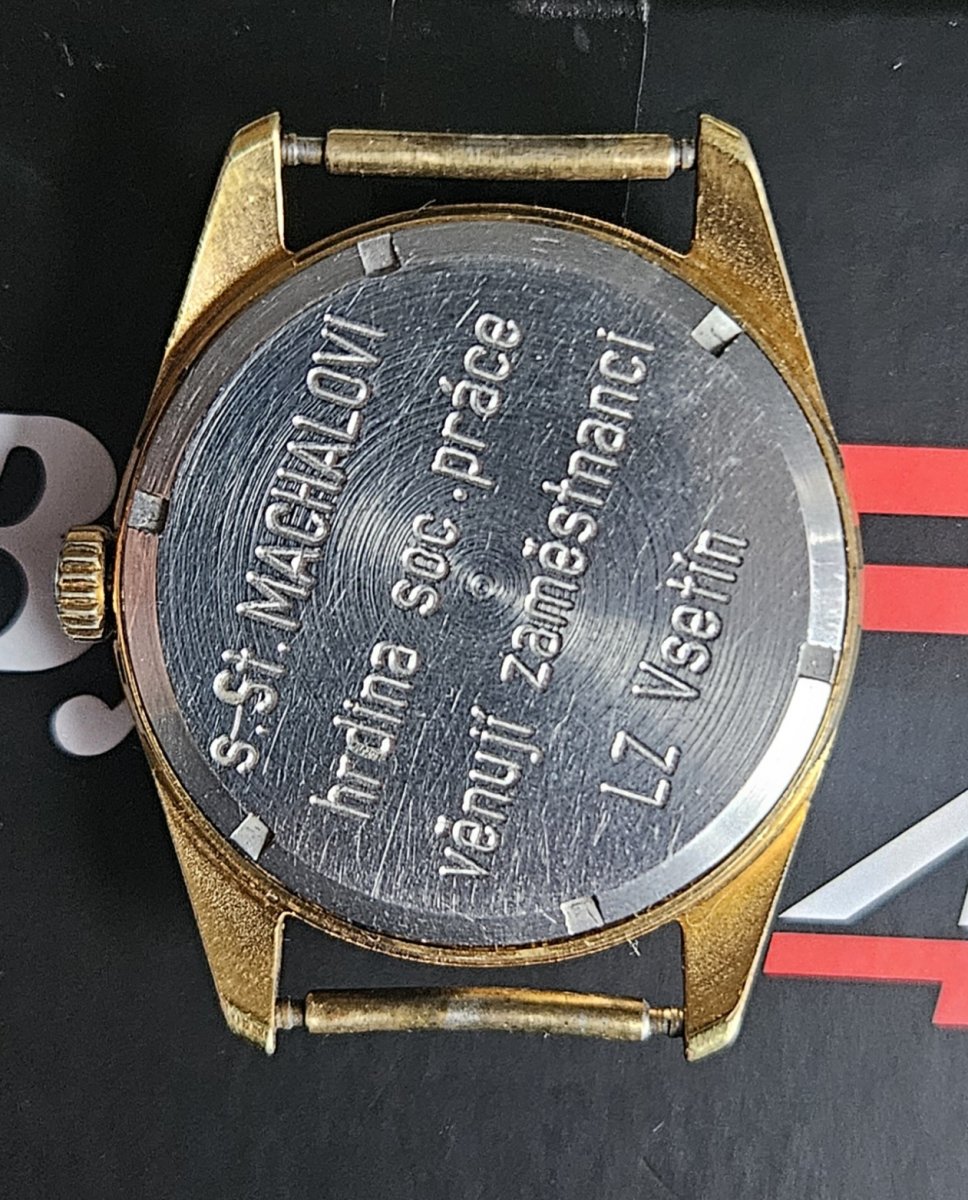 s.St. MACHALOVI
hrdina soc.práce
věnují zaměstnanci
LZ Vsetín